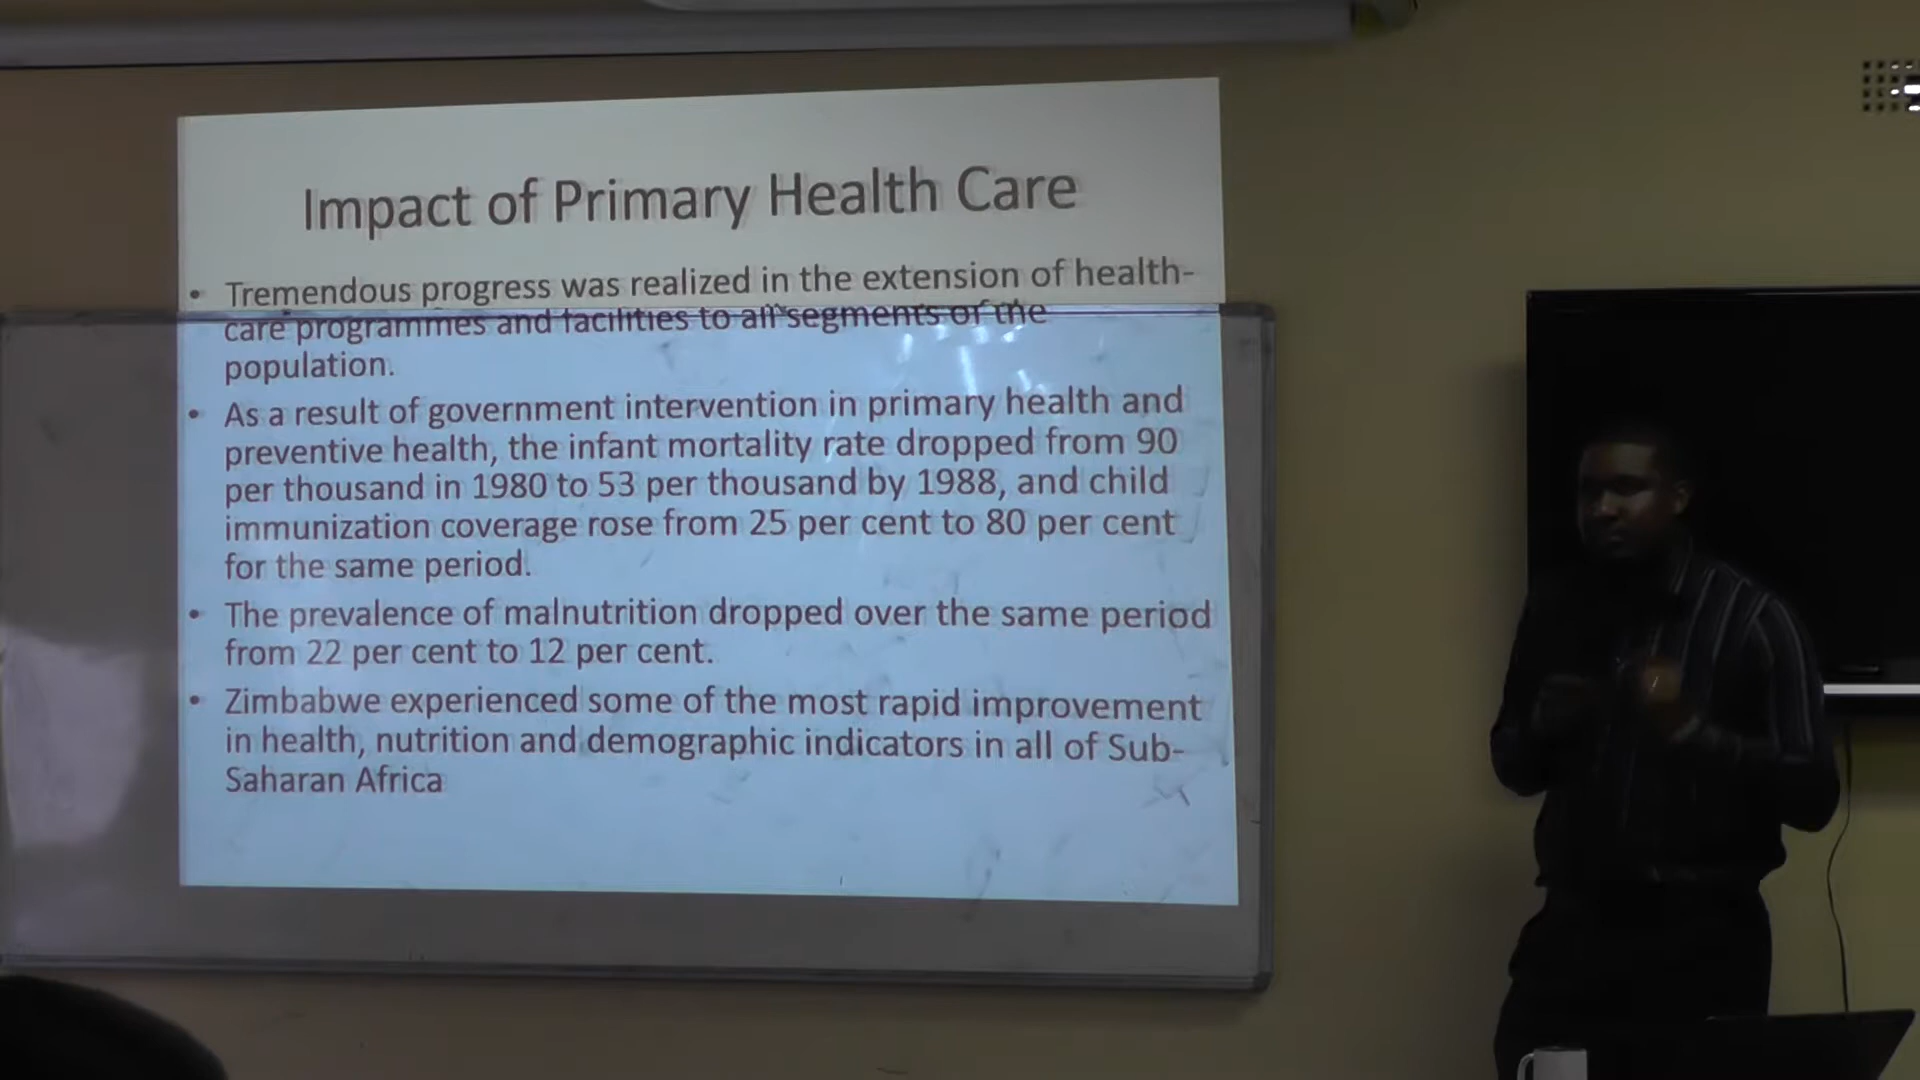 Impact of Primary Health Care
• Tremendous progress was realized in the extension of health-
care programmes and facilities to all segments of the
population.
• As a result of government intervention in primary health and
preventive health, the infant mortality rate dropped from 90
per thousand in 1980 to 53 per thousand by 1988, and child
immunization coverage rose from 25 per cent to 80 per cent
for the same period.
• The prevalence of malnutrition dropped over the same period
from 22 per cent to 12 per cent.
• Zimbabwe experienced some of the most rapid improvement
in health, nutrition and demographic indicators in all of Sub-
Saharan Africa